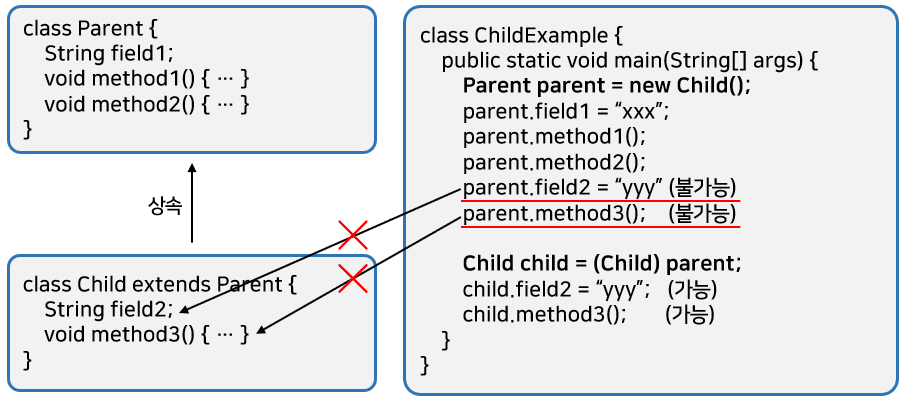 class Parent {
String field1;
void method1() { ··· }
void method2() { ··· }
}
상속
class Child extends Parent {
String field2;
void method3() { ··· }
}
class ChildExample {
public static void main(String[] args) {
Parent parent = new Child();
parent.field1 = “xxx”;
parent.method1();
parent.method2();
parent.field2 = “yyy” (불가능)
parent.method3(); (불가능)
Child child = (Child) parent;
child.field2 = “yyy”; (가능)
child.method3(); (가능)
}
}